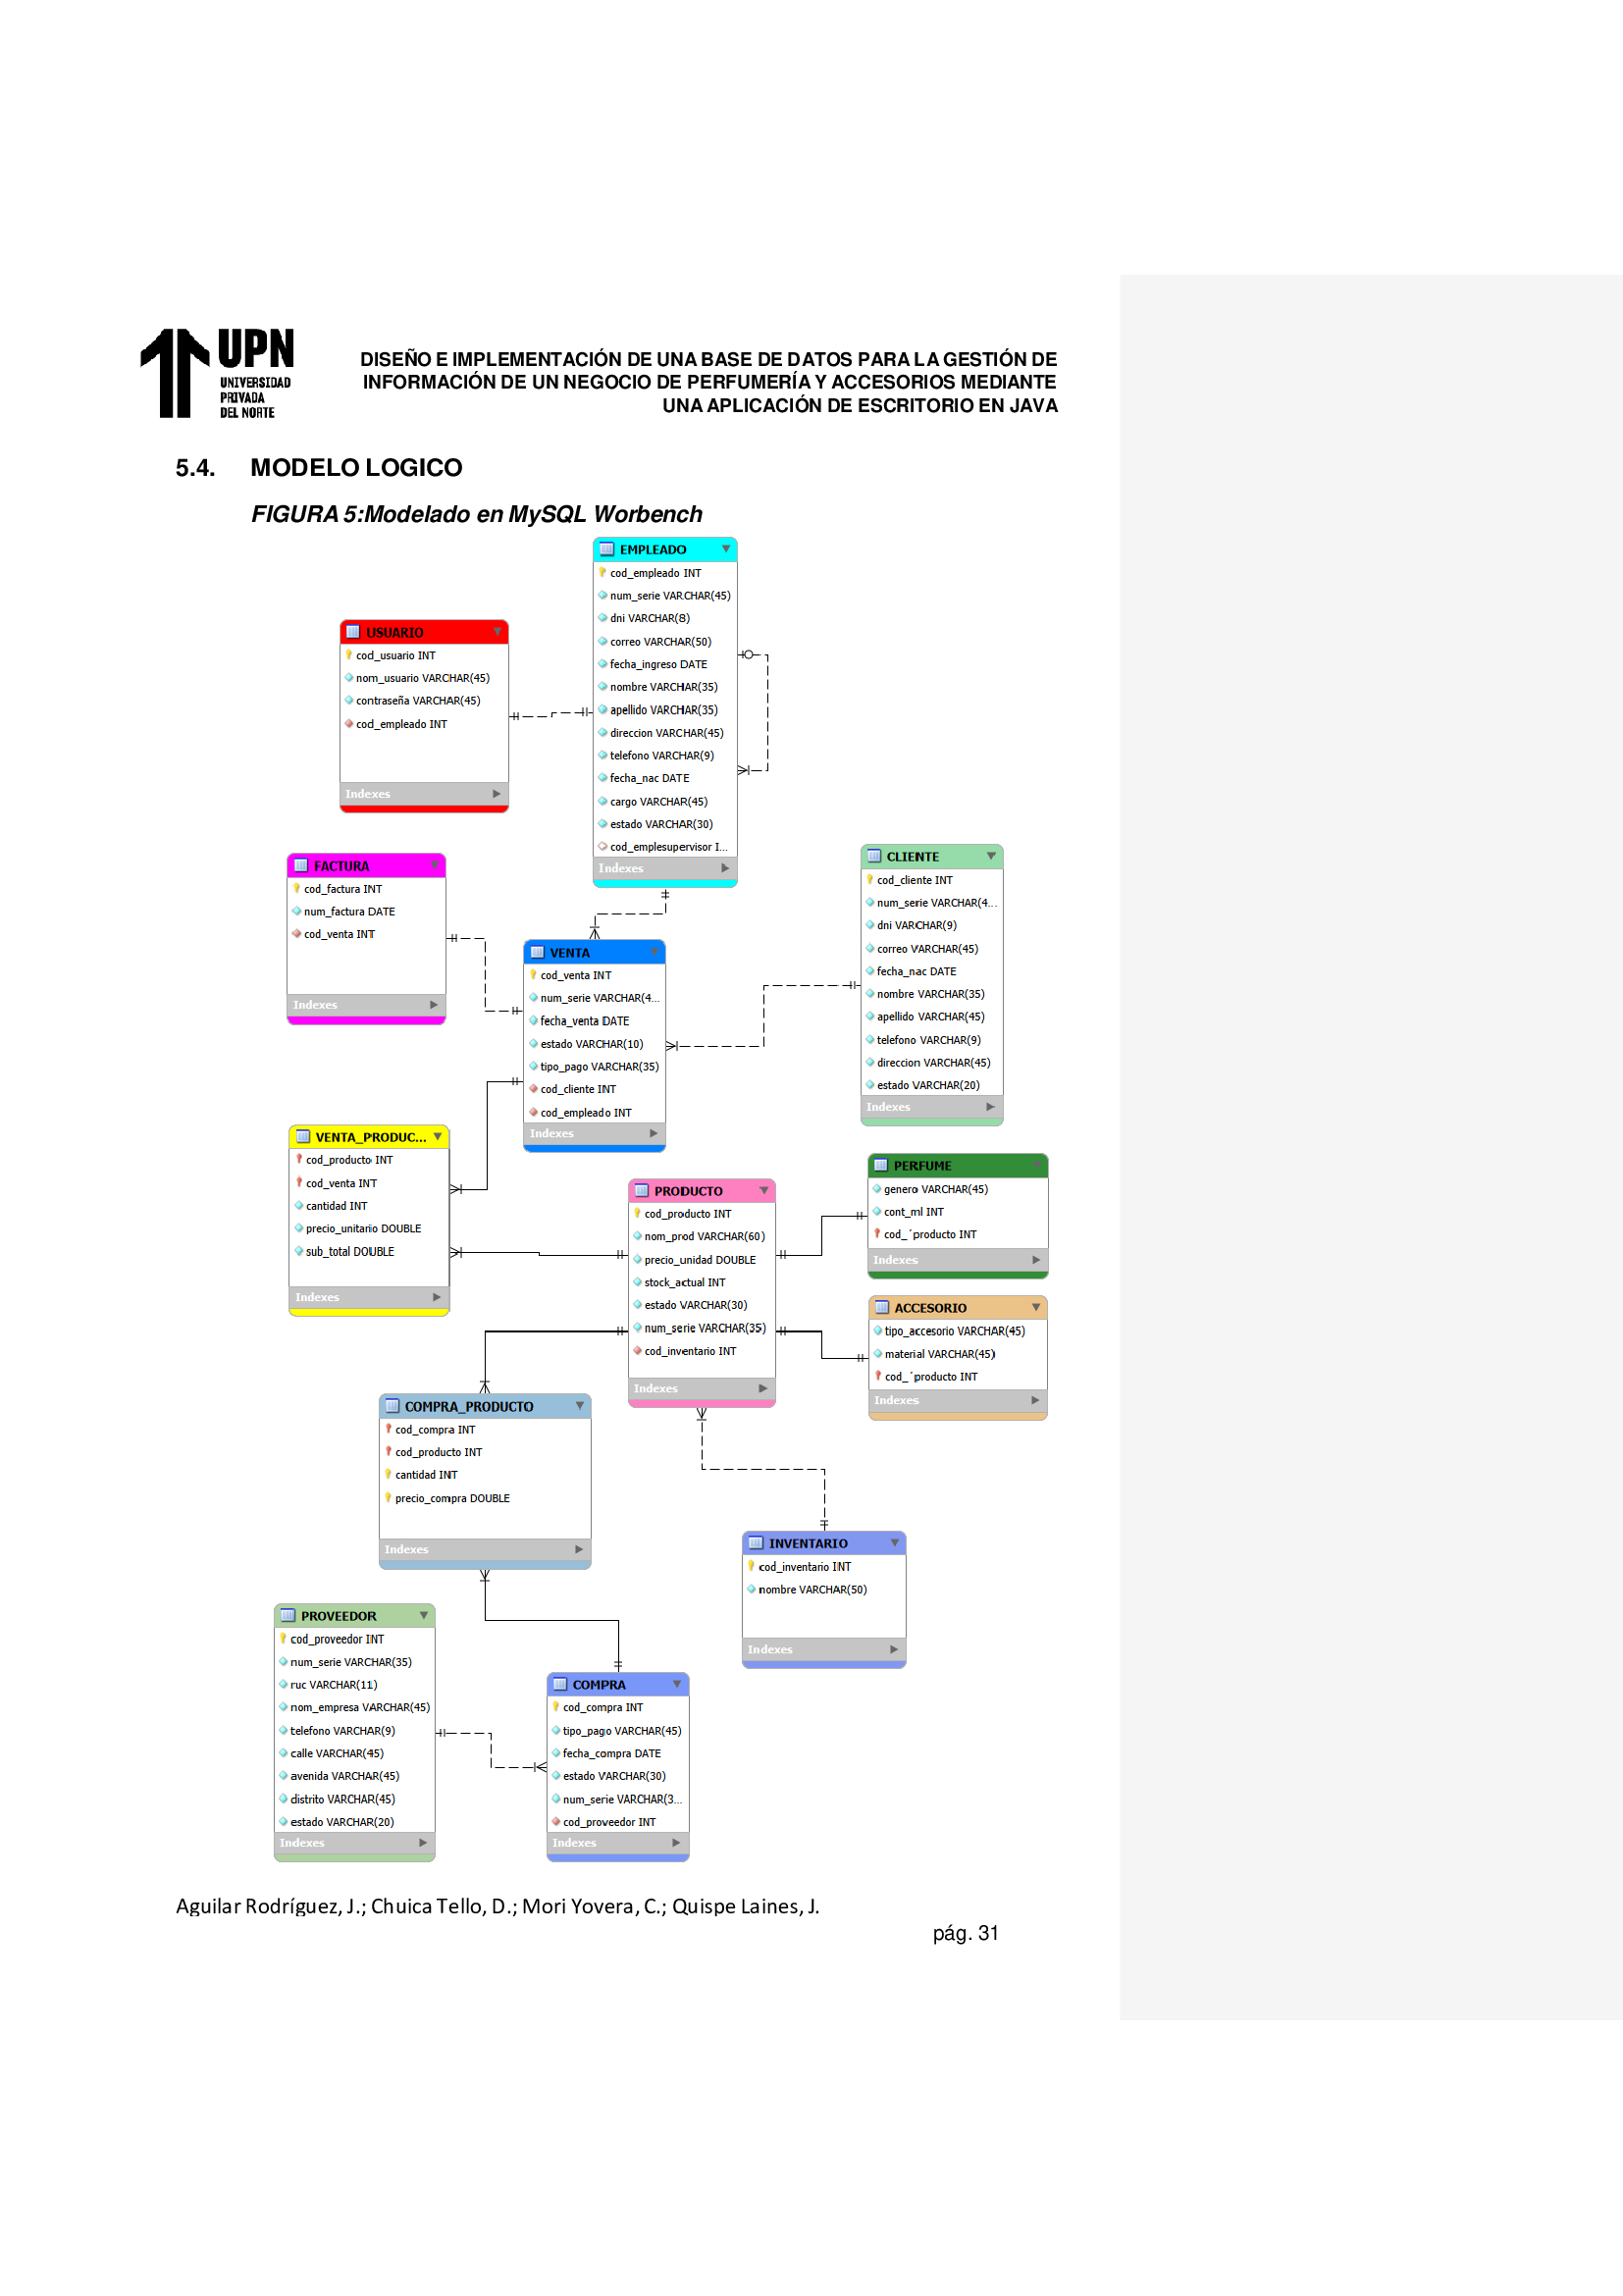 UPN
UNIVERSIDAD
PRIVADA
DEL NORTE
DISEÑO E IMPLEMENTACIÓN DE UNA BASE DE DATOS PARA LA GESTIÓN DE
INFORMACIÓN DE UN NEGOCIO DE PERFUMERÍA Y ACCESORIOS MEDIANTE
UNA APLICACIÓN DE ESCRITORIO EN JAVA
5.4. MODELO LOGICO
FIGURA 5:Modelado en MySQL Worbench
EMPLEADO
cod_empleado INT
num_serie VARCHAR(45)
dni VARCHAR(8)
correo VARCHAR(50)
fecha_ingreso DATE
nombre VARCHAR(35)
apellido VARCHAR(35)
direccion VARCHAR(45)
telefono VARCHAR(9)
fecha_nac DATE
cargo VARCHAR(45)
estado VARCHAR(30)
cod_emplesupervisor I...
Indexes
USUARIO
cod_usuario INT
nom_usuario VARCHAR(45)
contraseña VARCHAR(45)
cod_empleado INT
Indexes
FACTURA
cod_factura INT
num_factura DATE
cod_venta INT
Indexes
CLIENTE
cod_cliente INT
num_serie VARCHAR(4...
dni VARCHAR(9)
correo VARCHAR(45)
fecha_nac DATE
nombre VARCHAR(35)
apellido VARCHAR(45)
telefono VARCHAR(9)
direccion VARCHAR(45)
estado VARCHAR(20)
Indexes
VENTA
cod_venta INT
num_serie VARCHAR(4...
fecha_venta DATE
estado VARCHAR(10)
tipo_pago VARCHAR(35)
cod_cliente INT
cod_empleado INT
Indexes
VENTA_PRODUC...
cod_producto INT
cod_venta INT
cantidad INT
precio_unitario DOUBLE
sub_total DOUBLE
Indexes
PRODUCTO
cod_producto INT
nom_prod VARCHAR(60)
precio_unidad DOUBLE
stock_actual INT
estado VARCHAR(30)
num_serie VARCHAR(35)
cod_inventario INT
Indexes
PERFUME
genero VARCHAR(45)
cont_ml INT
cod_´producto INT
Indexes
ACCESORIO
tipo_accesorio VARCHAR(45)
material VARCHAR(45)
cod_´producto INT
Indexes
COMPRA_PRODUCTO
cod_compra INT
cod_producto INT
cantidad INT
precio_compra DOUBLE
Indexes
INVENTARIO
cod_inventario INT
nombre VARCHAR(50)
Indexes
PROVEEDOR
cod_proveedor INT
num_serie VARCHAR(35)
ruc VARCHAR(11)
nom_empresa VARCHAR(45)
telefono VARCHAR(9)
calle VARCHAR(45)
avenida VARCHAR(45)
distrito VARCHAR(45)
estado VARCHAR(20)
Indexes
COMPRA
cod_compra INT
tipo_pago VARCHAR(45)
fecha_compra DATE
estado VARCHAR(30)
num_serie VARCHAR(3...
cod_proveedor INT
Indexes
Aguilar Rodríguez, J.; Chuica Tello, D.; Mori Yovera, C.; Quispe Laines, J.
pág. 31